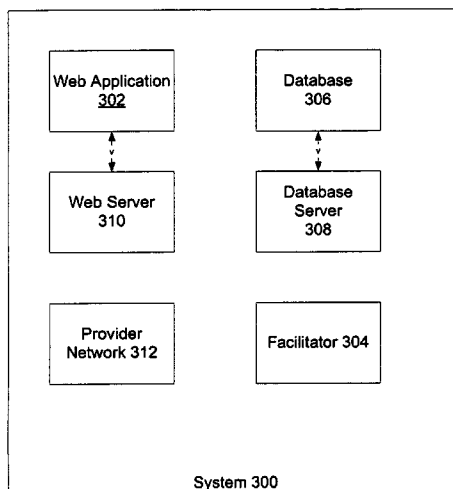 Web Application
302
Database
306
Web Server
310
Database
Server
308
Provider
Network 312
Facilitator 304
System 300